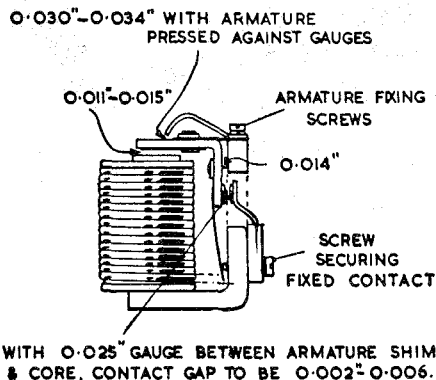 0·030"-0·034" WITH ARMATURE
PRESSED AGAINST GAUGES
0·011"-0·015"
ARMATURE FIXING
SCREWS
0·014"
SCREW
SECURING
FIXED CONTACT
WITH 0·025" GAUGE BETWEEN ARMATURE SHIM
& CORE, CONTACT GAP TO BE 0·002"-0·006.